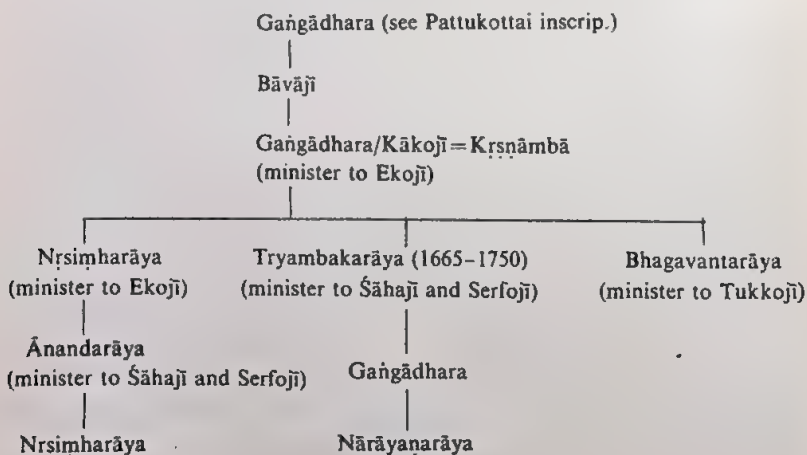 Gaṅgādhara (see Pattukottai inscrip.)
Bāvājī
Gaṅgādhara/Kākojī=Kṛṣṇāmbā
(minister to Ekojī)
Nṛsiṃharāya
(minister to Ekojī)
Tryambakarāya (1665–1750)
(minister to Śāhajī and Serfojī)
Bhagavantarāya
(minister to Tukkojī)
Ānandarāya
(minister to Śāhajī and Serfojī)
Gaṅgādhara
Nṛsiṃharāya
Nārāyaṇarāya